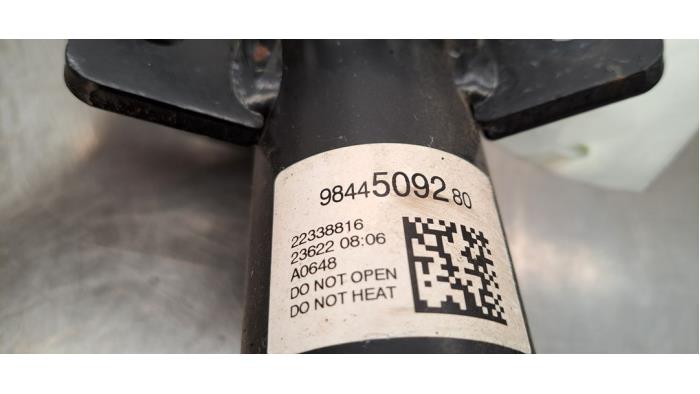 9844509280
22338816
23622 08:06
A0648
DO NOT OPEN
DO NOT HEAT